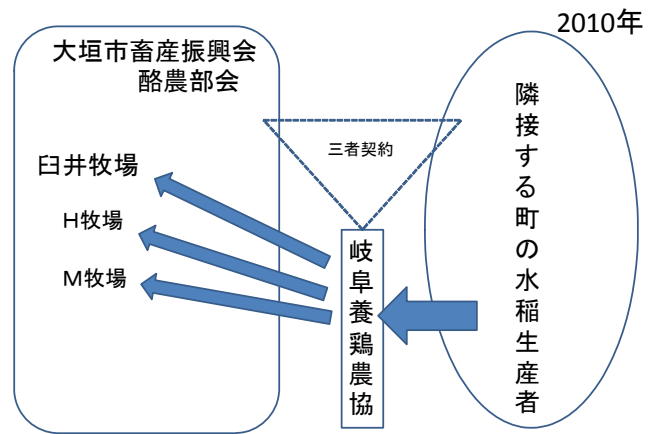 2010年
大垣市畜産振興会
酪農部会
三者契約
臼井牧場
H牧場
M牧場
岐阜養鶏農協
隣接する町の水稲生産者